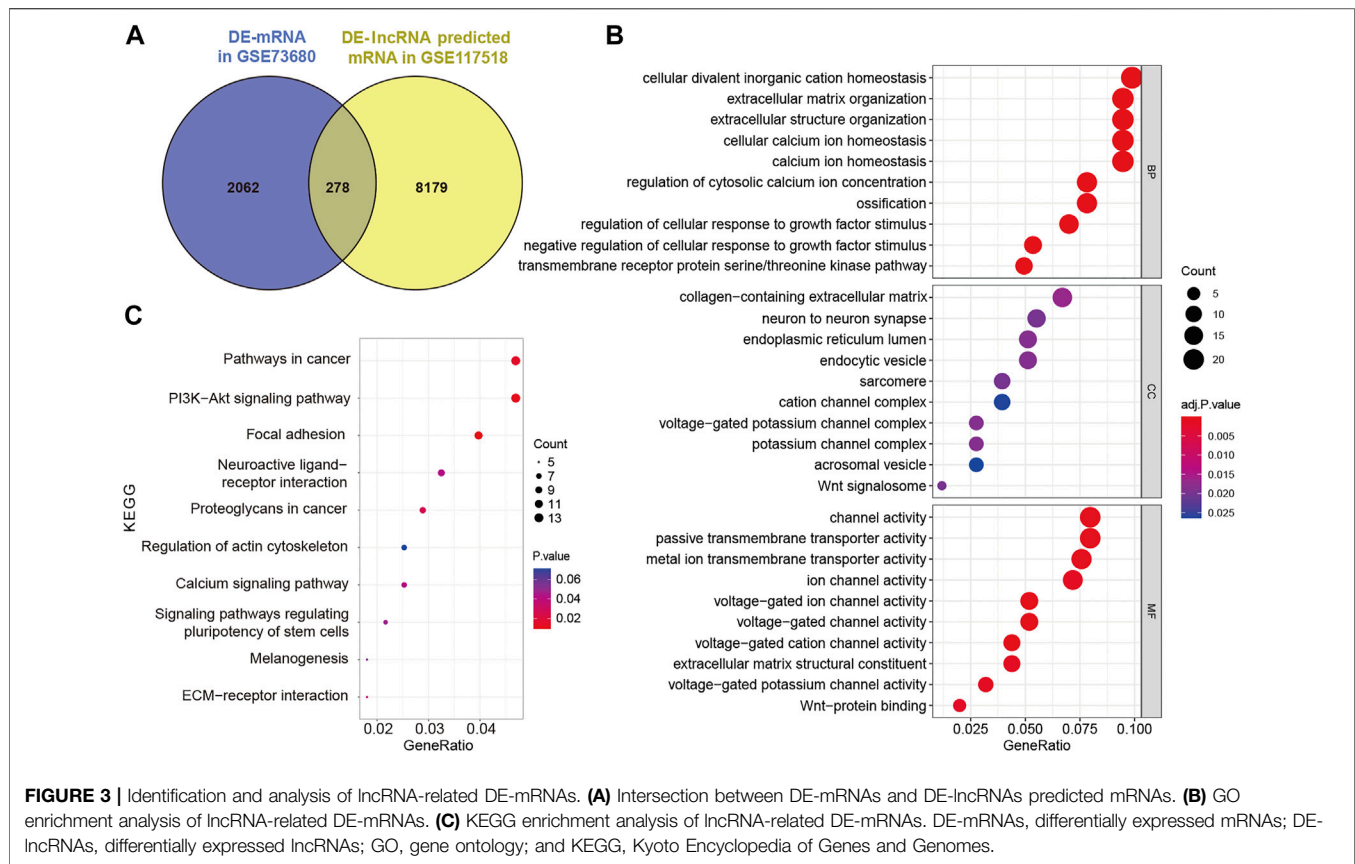 A
DE-mRNA
in GSE73680
DE-lncRNA predicted
mRNA in GSE117518
2062
278
8179
B
cellular divalent inorganic cation homeostasis
extracellular matrix organization
extracellular structure organization
cellular calcium ion homeostasis
calcium ion homeostasis
regulation of cytosolic calcium ion concentration
ossification
regulation of cellular response to growth factor stimulus
negative regulation of cellular response to growth factor stimulus
transmembrane receptor protein serine/threonine kinase pathway
BP
collagen−containing extracellular matrix
neuron to neuron synapse
endoplasmic reticulum lumen
endocytic vesicle
sarcomere
cation channel complex
voltage−gated potassium channel complex
potassium channel complex
acrosomal vesicle
Wnt signalosome
CC
channel activity
passive transmembrane transporter activity
metal ion transmembrane transporter activity
ion channel activity
voltage−gated ion channel activity
voltage−gated channel activity
voltage−gated cation channel activity
extracellular matrix structural constituent
voltage−gated potassium channel activity
Wnt−protein binding
MF
0.025 0.050 0.075 0.100
GeneRatio
Count
5
10
15
20
adj.P.value
0.005
0.010
0.015
0.020
0.025
C
KEGG
Pathways in cancer
PI3K−Akt signaling pathway
Focal adhesion
Neuroactive ligand−
receptor interaction
Proteoglycans in cancer
Regulation of actin cytoskeleton
Calcium signaling pathway
Signaling pathways regulating
pluripotency of stem cells
Melanogenesis
ECM−receptor interaction
0.02 0.03 0.04
GeneRatio
Count
5
7
9
11
13
P.value
0.06
0.04
0.02
FIGURE 3 | Identification and analysis of lncRNA-related DE-mRNAs. (A) Intersection between DE-mRNAs and DE-lncRNAs predicted mRNAs. (B) GO
enrichment analysis of lncRNA-related DE-mRNAs. (C) KEGG enrichment analysis of lncRNA-related DE-mRNAs. DE-mRNAs, differentially expressed mRNAs; DE-
lncRNAs, differentially expressed lncRNAs; GO, gene ontology; and KEGG, Kyoto Encyclopedia of Genes and Genomes.